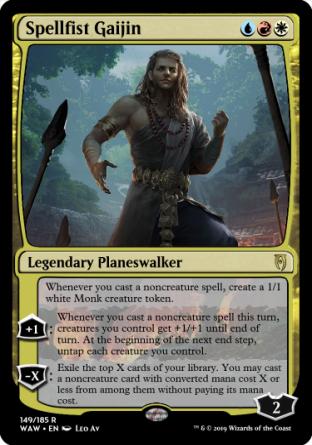 Spellfist Gaijin
Legendary Planeswalker
Whenever you cast a noncreature spell, create a 1/1
white Monk creature token.
+1: Whenever you cast a noncreature spell this turn,
creatures you control get +1/+1 until end of
turn. At the beginning of the next end step,
untap each creature you control.
-X: Exile the top X cards of your library. You may cast
a noncreature card with converted mana cost X or
less from among them without paying its mana
cost.
2
149/185 R
WAW • EN Leo Av
™ & © 2019 Wizards of the Coast